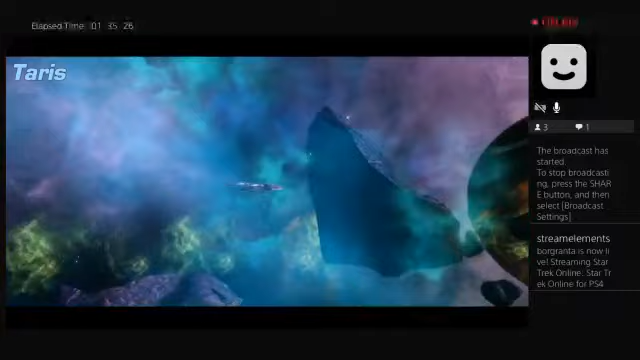 Elapsed Time 01 35 26
Taris
3
1
The broadcast has
started.
To stop broadcasti
ng, press the SHAR
E button, and then
select [Broadcast
Settings]
streamelements
borgranta is now li
ve! Streaming Star
Trek Online. Star Tr
ek Online for PS4